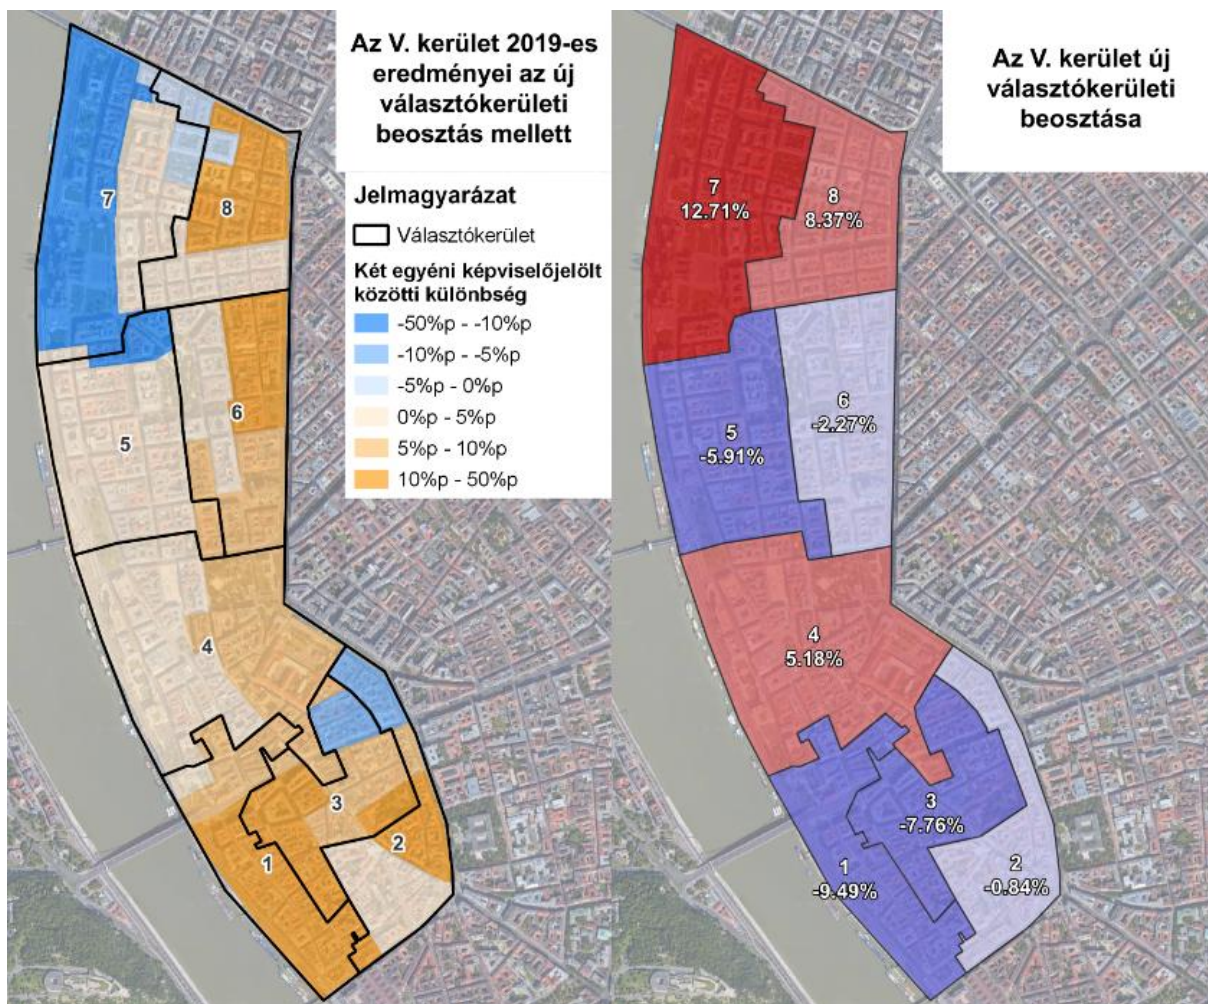 Az V. kerület 2019-es
eredményei az új
választókerületi
beosztás mellett
Jelmagyarázat
Választókerület
Két egyéni képviselőjelölt
közötti különbség
-50%p - -10%p
-10%p - -5%p
-5%p - 0%p
0%p - 5%p
5%p - 10%p
10%p - 50%p
7
8
6
5
4
3
2
1
Az V. kerület új
választókerületi
beosztása
7
12.71%
8
8.37%
6
-2.27%
5
-5.91%
4
5.18%
3
-7.76%
2
-0.84%
1
-9.49%